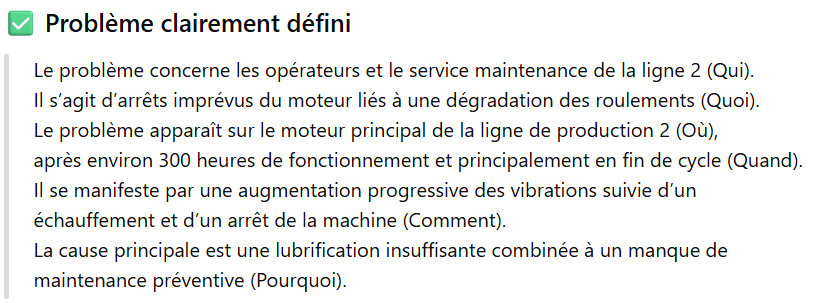 ✅ Problème clairement défini
Le problème concerne les opérateurs et le service maintenance de la ligne 2 (Qui).
Il s’agit d’arrêts imprévus du moteur liés à une dégradation des roulements (Quoi).
Le problème apparaît sur le moteur principal de la ligne de production 2 (Où),
après environ 300 heures de fonctionnement et principalement en fin de cycle (Quand).
Il se manifeste par une augmentation progressive des vibrations suivie d’un
échauffement et d’un arrêt de la machine (Comment).
La cause principale est une lubrification insuffisante combinée à un manque de
maintenance préventive (Pourquoi).